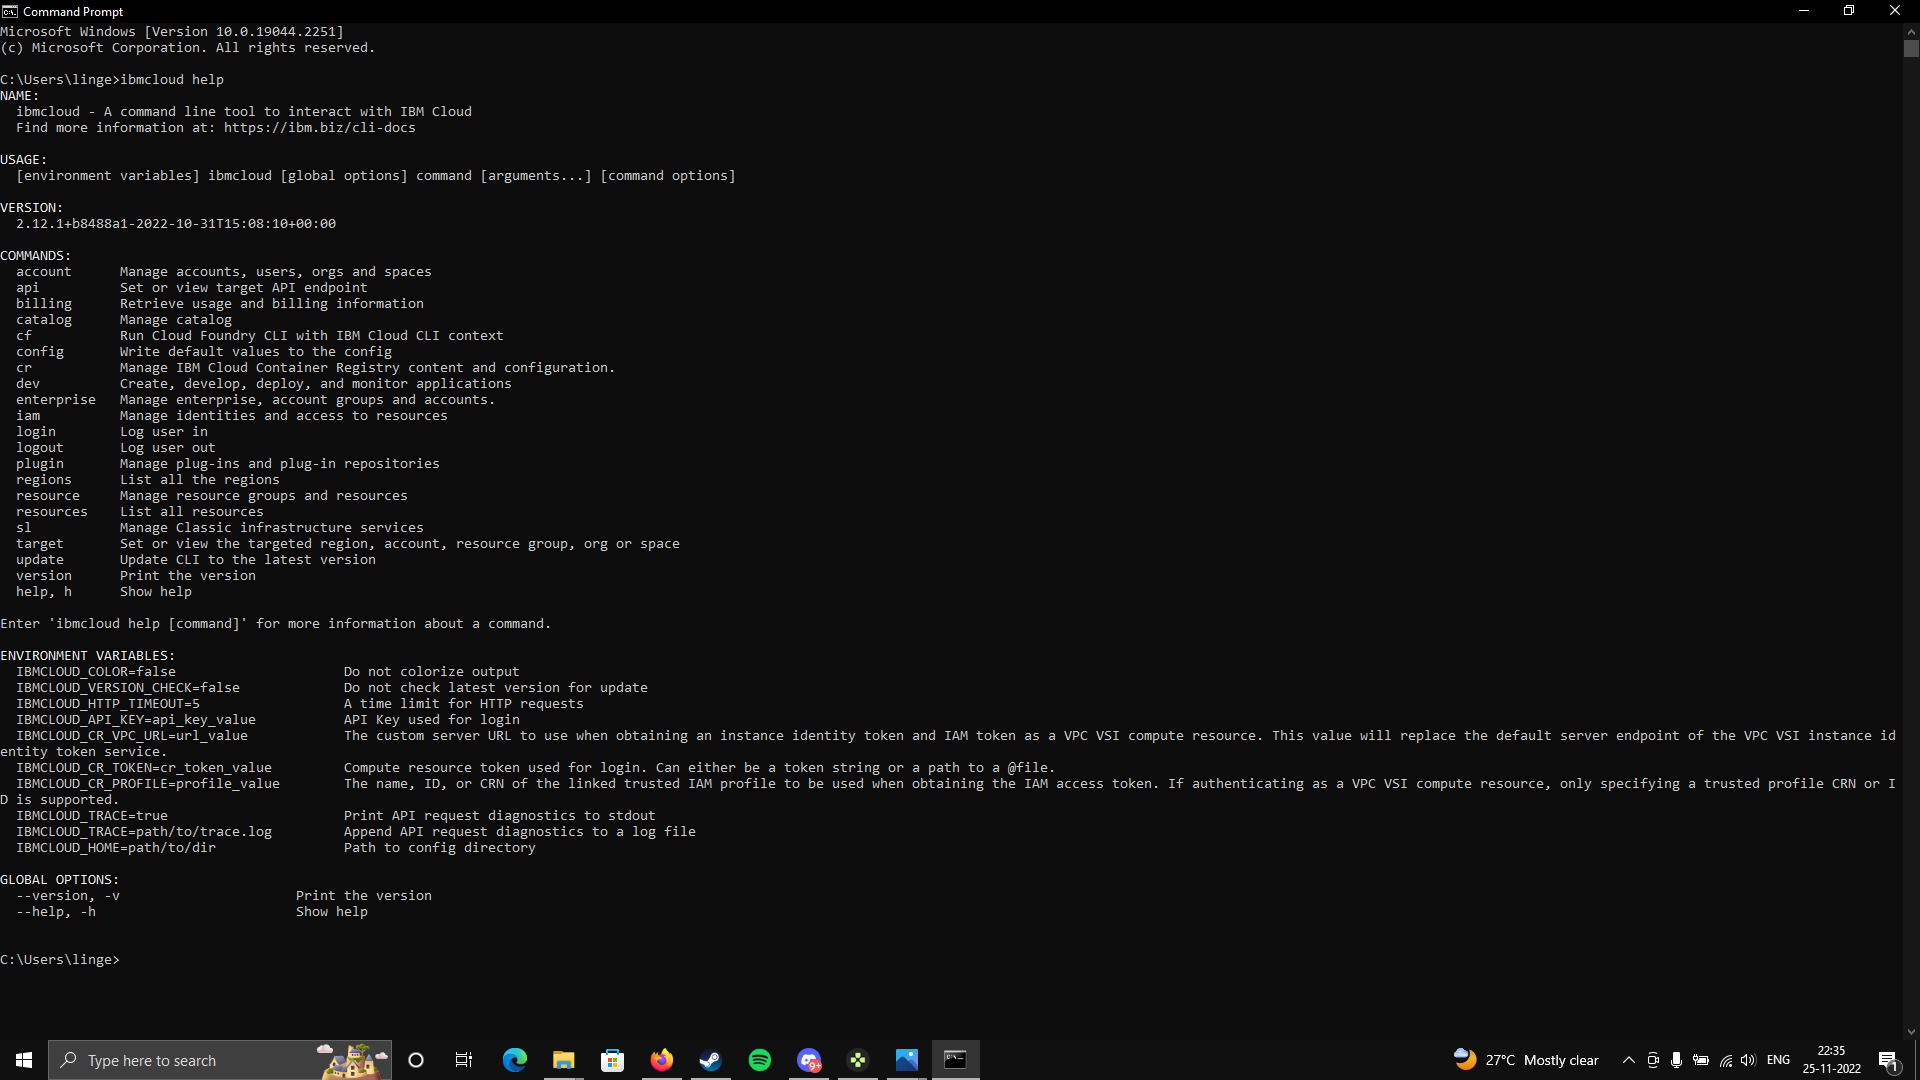 Command Prompt
Microsoft Windows [Version 10.0.19044.2251]
(c) Microsoft Corporation. All rights reserved.
C:\Users\linge>ibmcloud help
NAME:
ibmcloud - A command line tool to interact with IBM Cloud
Find more information at: https://ibm.biz/cli-docs
USAGE:
[environment variables] ibmcloud [global options] command [arguments...] [command options]
VERSION:
2.12.1+b8488a1-2022-10-31T15:08:10+00:00
COMMANDS:
account Manage accounts, users, orgs and spaces
api Set or view target API endpoint
billing Retrieve usage and billing information
catalog Manage catalog
cf Run Cloud Foundry CLI with IBM Cloud CLI context
config Write default values to the config
cr Manage IBM Cloud Container Registry content and configuration.
dev Create, develop, deploy, and monitor applications
enterprise Manage enterprise, account groups and accounts.
iam Manage identities and access to resources
login Log user in
logout Log user out
plugin Manage plug-ins and plug-in repositories
regions List all the regions
resource Manage resource groups and resources
resources List all resources
sl Manage Classic infrastructure services
target Set or view the targeted region, account, resource group, org or space
update Update CLI to the latest version
version Print the version
help, h Show help
Enter 'ibmcloud help [command]' for more information about a command.
ENVIRONMENT VARIABLES:
IBMCLOUD_COLOR=false Do not colorize output
IBMCLOUD_VERSION_CHECK=false Do not check latest version for update
IBMCLOUD_HTTP_TIMEOUT=5 A time limit for HTTP requests
IBMCLOUD_API_KEY=api_key_value API Key used for login
IBMCLOUD_CR_VPC_URL=url_value The custom server URL to use when obtaining an instance identity token and IAM token as a VPC VSI compute resource. This value will replace the default server endpoint of the VPC VSI instance id
entity token service.
IBMCLOUD_CR_TOKEN=cr_token_value Compute resource token used for login. Can either be a token string or a path to a @file.
IBMCLOUD_CR_PROFILE=profile_value The name, ID, or CRN of the linked trusted IAM profile to be used when obtaining the IAM access token. If authenticating as a VPC VSI compute resource, only specifying a trusted profile CRN or I
D is supported.
IBMCLOUD_TRACE=true Print API request diagnostics to stdout
IBMCLOUD_TRACE=path/to/trace.log Append API request diagnostics to a log file
IBMCLOUD_HOME=path/to/dir Path to config directory
GLOBAL OPTIONS:
--version, -v Print the version
--help, -h Show help
C:\Users\linge>
Type here to search
9+
27°C Mostly clear
ENG
22:35
25-11-2022
1